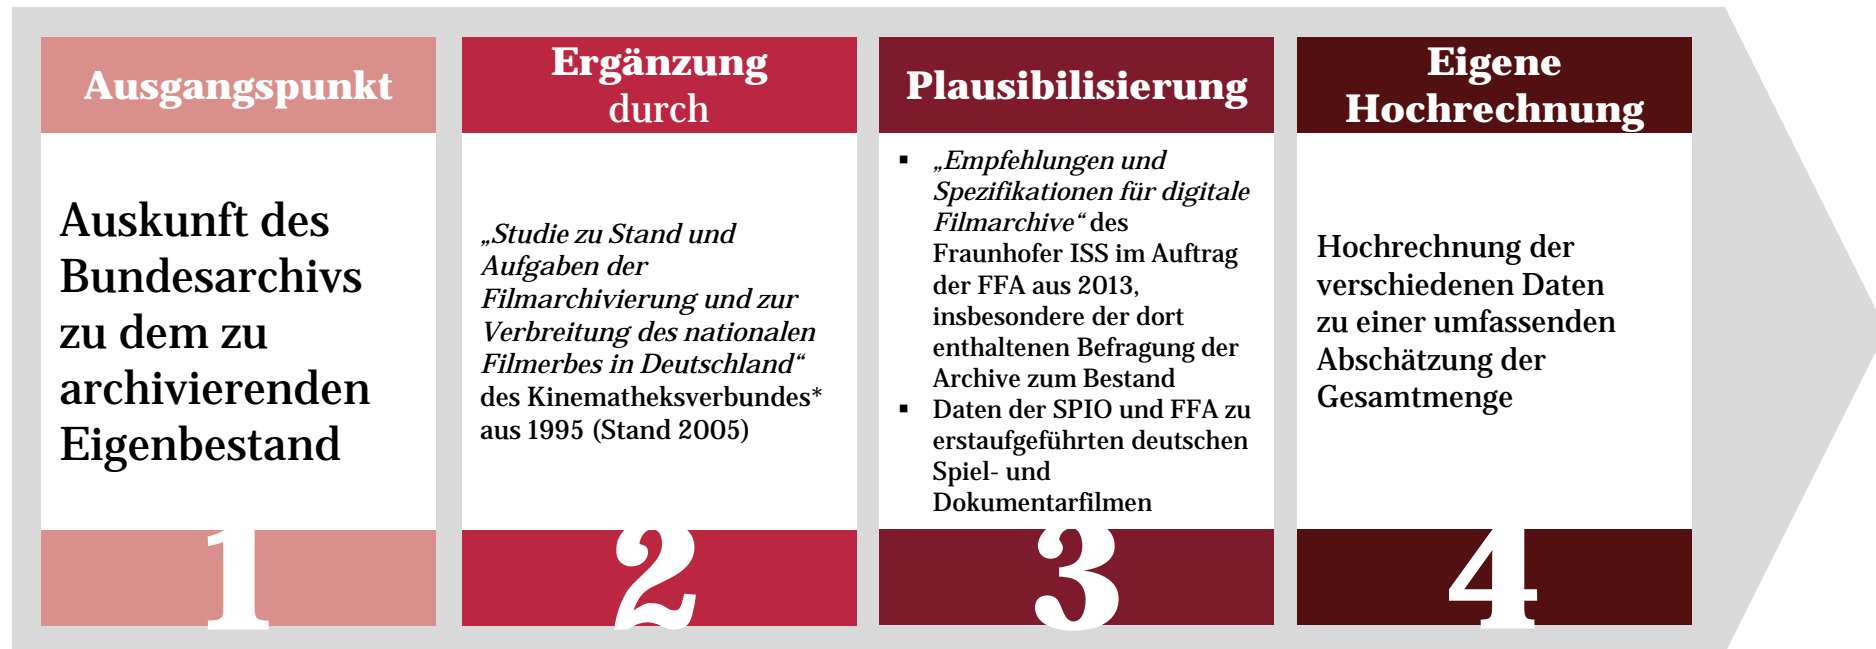 Ausgangspunkt
Auskunft des
Bundesarchivs
zu dem zu
archivierenden
Eigenbestand
1
Ergänzung
durch
„Studie zu Stand und
Aufgaben der
Filmarchivierung und zur
Verbreitung des nationalen
Filmerbes in Deutschland“
des Kinematheksverbundes*
aus 1995 (Stand 2005)
2
Plausibilisierung
▪ „Empfehlungen und
Spezifikationen für digitale
Filmarchive“ des
Fraunhofer ISS im Auftrag
der FFA aus 2013,
insbesondere der dort
enthaltenen Befragung der
Archive zum Bestand
▪ Daten der SPIO und FFA zu
erstaufgeführten deutschen
Spiel- und
Dokumentarfilmen
3
Eigene
Hochrechnung
Hochrechnung der
verschiedenen Daten
zu einer umfassenden
Abschätzung der
Gesamtmenge
4